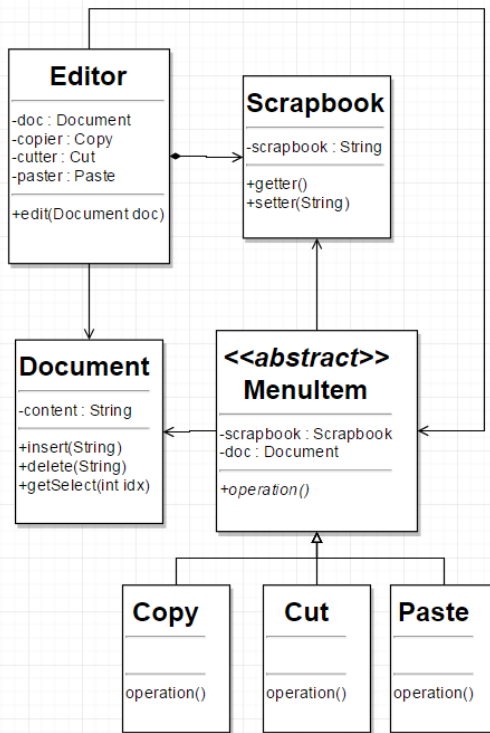 Editor
-doc : Document
-copier : Copy
-cutter : Cut
-paster : Paste
+edit(Document doc)
Scrapbook
-scrapbook : String
+getter()
+setter(String)
Document
-content : String
+insert(String)
+delete(String)
+getSelect(int idx)
<<abstract>>
MenuItem
-scrapbook : Scrapbook
-doc : Document
+operation()
Copy
operation()
Cut
operation()
Paste
operation()